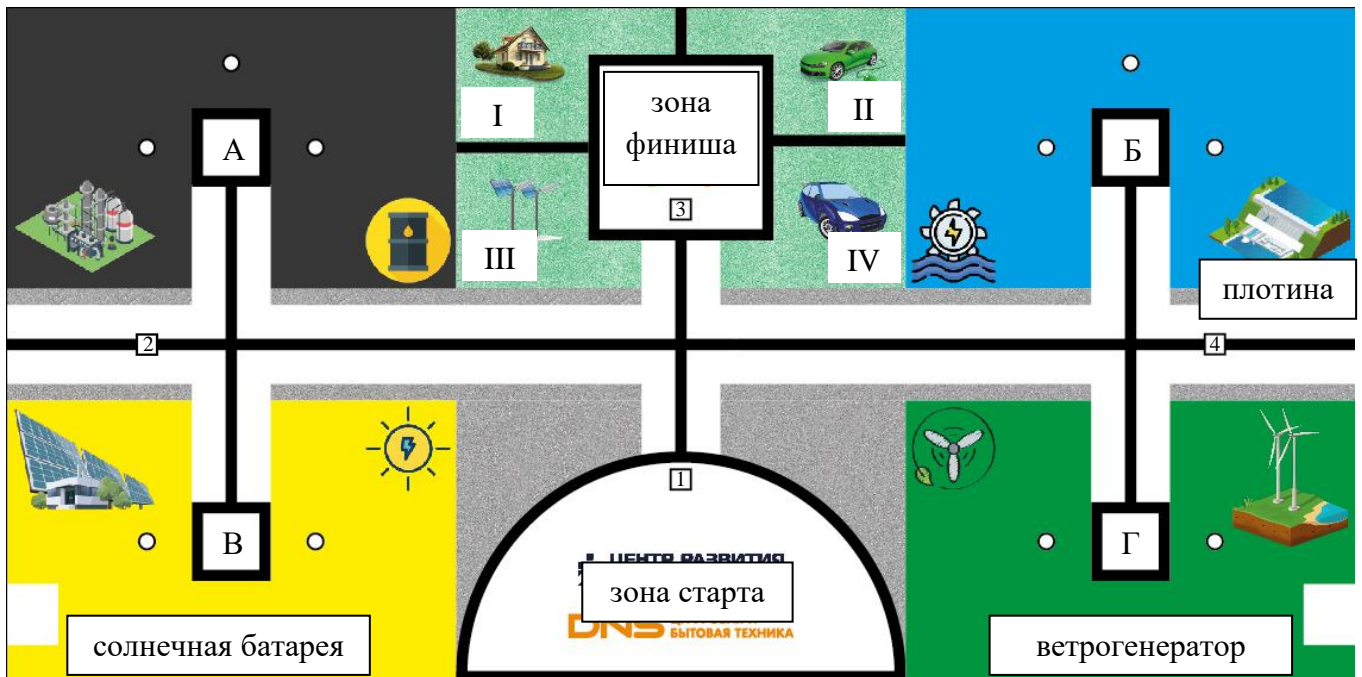 А
I
зона
финиша
II
Б
3
III
IV
плотина
2
4
1
В
Г
ЦЕНТР РАЗВИТИЯ
зона старта
DNS
БЫТОВАЯ ТЕХНИКА
солнечная батарея
ветрогенератор